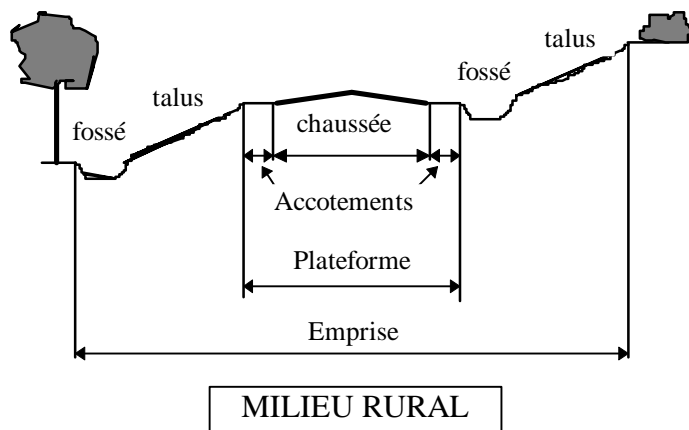 talus
fossé
talus
fossé
chaussée
Accotements
Plateforme
Emprise
MILIEU RURAL